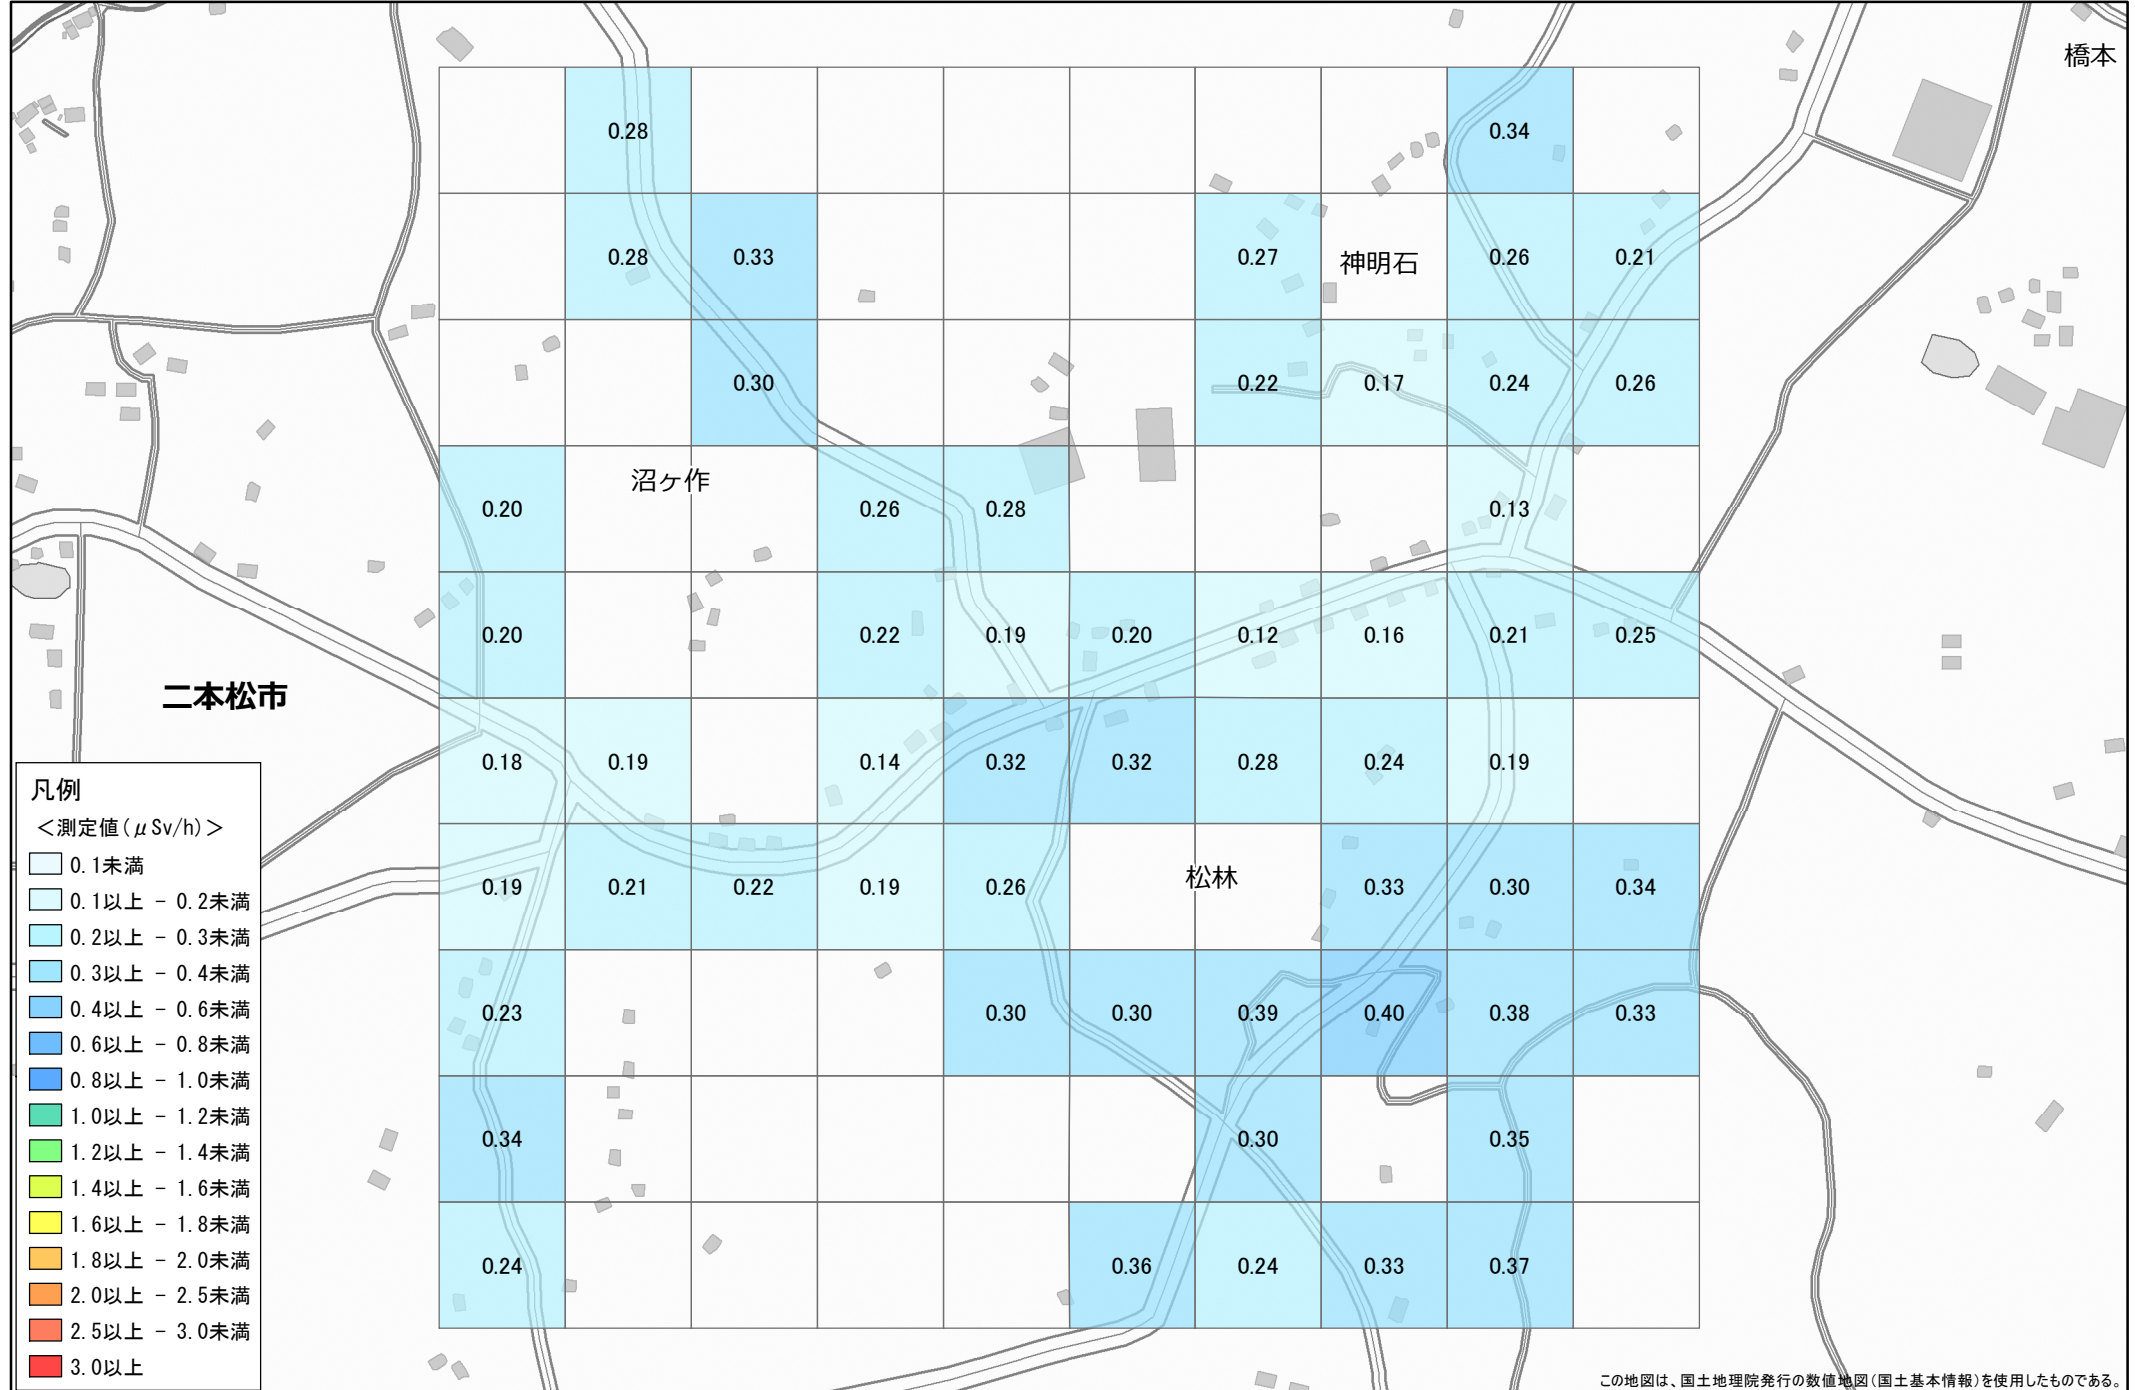 橋本
0.28 0.34
0.28 0.33 0.27 神明石 0.26 0.21
0.30 0.22 0.17 0.24 0.26
沼ヶ作
0.20 0.26 0.28 0.13
0.20 0.22 0.19 0.20 0.12 0.16 0.21 0.25
二本松市
0.18 0.19 0.14 0.32 0.32 0.28 0.24 0.19
松林
0.19 0.21 0.22 0.19 0.26 0.33 0.30 0.34
0.23 0.30 0.30 0.39 0.40 0.38 0.33
0.34 0.30 0.35
0.24 0.36 0.24 0.33 0.37
凡例
＜測定値(μSv/h)＞
0.1未満
0.1以上 － 0.2未満
0.2以上 － 0.3未満
0.3以上 － 0.4未満
0.4以上 － 0.6未満
0.6以上 － 0.8未満
0.8以上 － 1.0未満
1.0以上 － 1.2未満
1.2以上 － 1.4未満
1.4以上 － 1.6未満
1.6以上 － 1.8未満
1.8以上 － 2.0未満
2.0以上 － 2.5未満
2.5以上 － 3.0未満
3.0以上
この地図は、国土地理院発行の数値地図(国土基本情報)を使用したものである。